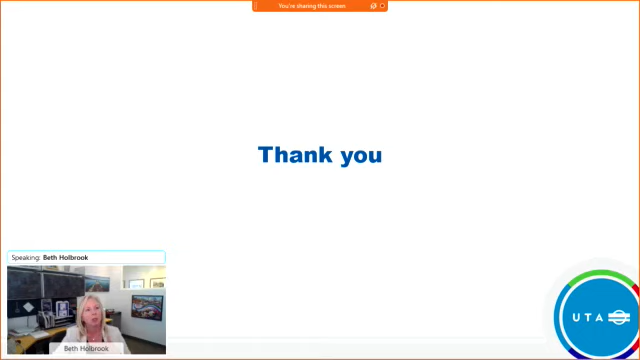 You're sharing this screen
Thank you
Speaking: Beth Holbrook
Beth Holbrook
UTA